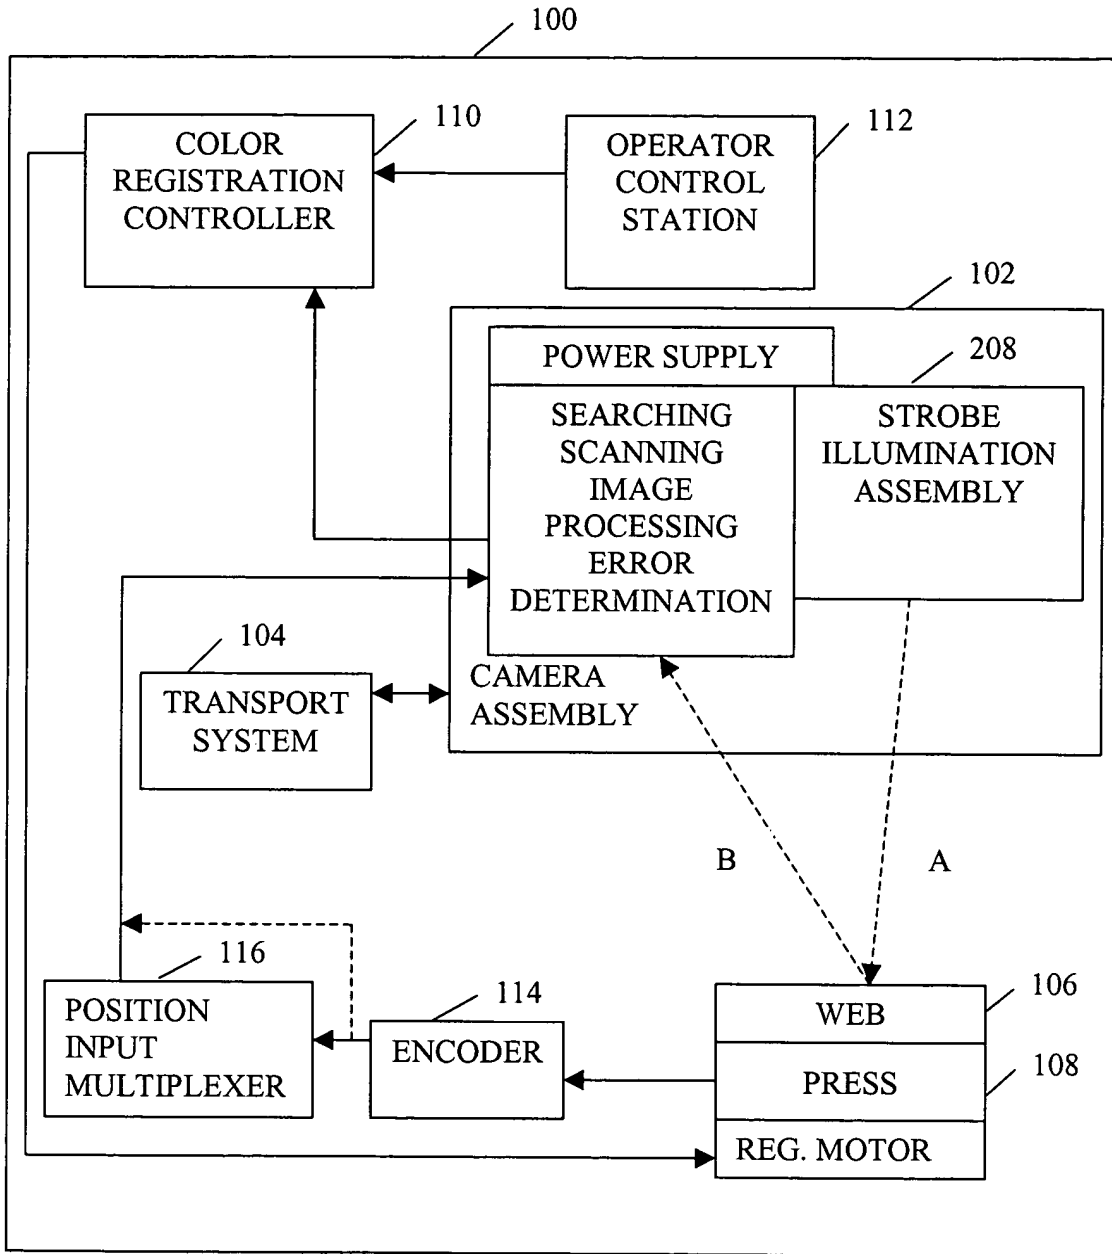 100
COLOR
REGISTRATION
CONTROLLER
110
OPERATOR
CONTROL
STATION
112
102
POWER SUPPLY
208
SEARCHING
SCANNING
IMAGE
PROCESSING
ERROR
DETERMINATION
STROBE
ILLUMINATION
ASSEMBLY
104
TRANSPORT
SYSTEM
CAMERA
ASSEMBLY
B
A
116
POSITION
INPUT
MULTIPLEXER
114
ENCODER
WEB
106
PRESS
108
REG. MOTOR